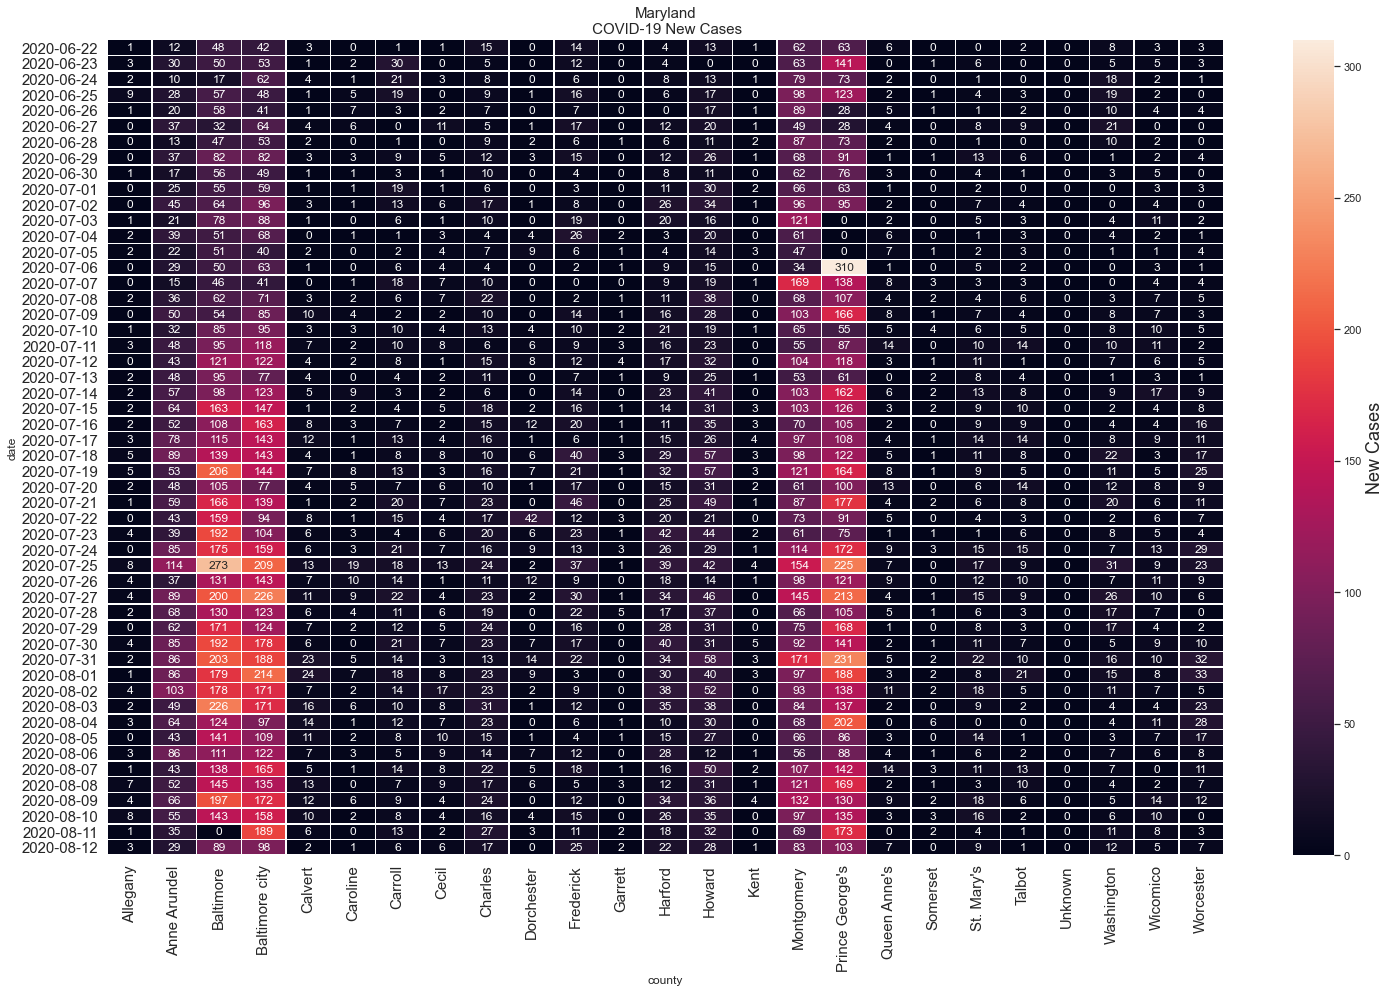 Maryland
COVID-19 New Cases
2020-06-22 1 12 48 42 3 0 1 1 15 0 14 0 4 13 1 62 63 6 0 0 2 0 8 3 3
2020-06-23 3 30 50 53 1 2 30 0 5 0 12 0 4 0 0 63 141 0 1 6 0 0 5 5 3
2020-06-24 2 10 17 62 4 1 21 3 8 0 6 0 8 13 1 79 73 2 0 1 0 0 18 2 1
2020-06-25 9 28 57 48 1 5 19 0 9 1 16 0 6 17 0 98 123 2 1 4 3 0 19 2 0
2020-06-26 1 20 58 41 1 7 3 2 7 0 7 0 0 17 1 89 28 5 1 1 2 0 10 4 4
2020-06-27 0 37 32 64 4 6 0 11 5 1 17 0 12 20 1 49 28 4 0 8 9 0 21 0 0
2020-06-28 0 13 47 53 2 0 1 0 9 2 6 1 6 11 2 87 73 2 0 1 0 0 10 2 0
2020-06-29 0 37 82 82 3 3 9 5 12 3 15 0 12 26 1 68 91 1 1 13 6 0 1 2 4
2020-06-30 1 17 56 49 1 1 3 1 10 0 4 0 8 11 0 62 76 3 0 4 1 0 3 5 0
2020-07-01 0 25 55 59 1 1 19 1 6 0 3 0 11 30 2 66 63 1 0 2 0 0 0 3 3
2020-07-02 0 45 64 96 3 1 13 6 17 1 8 0 26 34 1 96 95 2 0 7 4 0 0 4 0
2020-07-03 1 21 78 88 1 0 6 1 10 0 19 0 20 16 0 121 0 2 0 5 3 0 4 11 2
2020-07-04 2 39 51 68 0 1 1 3 4 4 26 2 3 20 0 61 0 6 0 1 3 0 4 2 1
2020-07-05 2 22 51 40 2 0 2 4 7 9 6 1 4 14 3 47 0 7 1 2 3 0 1 1 4
2020-07-06 0 29 50 63 1 0 6 4 4 0 2 1 9 15 0 34 310 1 0 5 2 0 0 3 1
2020-07-07 0 15 46 41 0 1 18 7 10 0 0 0 9 19 1 169 138 8 3 3 3 0 0 4 4
2020-07-08 2 36 62 71 3 2 6 7 22 0 2 1 11 38 0 68 107 4 2 4 6 0 3 7 5
2020-07-09 0 50 54 85 10 4 2 2 10 0 14 1 16 28 0 103 166 8 1 7 4 0 8 7 3
2020-07-10 1 32 85 95 3 3 10 4 13 4 10 2 21 19 1 65 55 5 4 6 5 0 8 10 5
2020-07-11 3 48 95 118 7 2 10 8 6 6 9 3 16 23 0 55 87 14 0 10 14 0 10 11 2
2020-07-12 0 43 121 122 4 2 8 1 15 8 12 4 17 32 0 104 118 3 1 11 1 0 7 6 5
2020-07-13 2 48 95 77 4 0 4 2 11 0 7 1 9 25 1 53 61 0 2 8 4 0 1 3 1
2020-07-14 2 57 98 123 5 9 3 2 6 0 14 0 23 41 0 103 162 6 2 13 8 0 9 17 9
2020-07-15 2 64 163 147 1 2 4 5 18 2 16 1 14 31 3 103 126 3 2 9 10 0 2 4 8
2020-07-16 2 52 108 163 8 3 7 2 15 12 20 1 11 35 3 70 105 2 0 9 9 0 4 4 16
2020-07-17 3 78 115 143 12 1 13 4 16 1 6 1 15 26 4 97 108 4 1 14 14 0 8 9 11
2020-07-18 5 89 139 143 4 1 8 8 10 6 40 3 29 57 3 98 122 5 1 11 8 0 22 3 17
2020-07-19 5 53 206 144 7 8 13 3 16 7 21 1 32 57 3 121 164 8 1 9 5 0 11 5 25
2020-07-20 2 48 105 77 4 5 7 6 10 1 17 0 15 31 2 61 100 13 0 6 14 0 12 8 9
2020-07-21 1 59 166 139 1 2 20 7 23 0 46 0 25 49 1 87 177 4 2 6 8 0 20 6 11
2020-07-22 0 43 159 94 8 1 15 4 17 42 12 3 20 21 0 73 91 5 0 4 3 0 2 6 7
2020-07-23 4 39 192 104 6 3 4 6 20 6 23 1 42 44 2 61 75 1 1 1 6 0 8 5 4
2020-07-24 0 85 175 159 6 3 21 7 16 9 13 3 26 29 1 114 172 9 3 15 15 0 7 13 29
2020-07-25 8 114 273 209 13 19 18 13 24 2 37 1 39 42 4 154 225 7 0 17 9 0 31 9 23
2020-07-26 4 37 131 143 7 10 14 1 11 12 9 0 18 14 1 98 121 9 0 12 10 0 7 11 9
2020-07-27 4 89 200 226 11 9 22 4 23 2 30 1 34 46 0 145 213 4 1 15 9 0 26 10 6
2020-07-28 2 68 130 123 6 4 11 6 19 0 22 5 17 37 0 66 105 5 1 6 3 0 17 7 0
2020-07-29 0 62 171 124 7 2 12 5 24 0 16 0 28 31 0 75 168 1 0 8 3 0 17 4 2
2020-07-30 4 85 192 178 6 0 21 7 23 7 17 0 40 31 5 92 141 2 1 11 7 0 5 9 10
2020-07-31 2 86 203 188 23 5 14 3 13 14 22 0 34 58 3 171 231 5 2 22 10 0 16 10 32
2020-08-01 1 86 179 214 24 7 18 8 23 9 3 0 30 40 3 97 188 3 2 8 21 0 15 8 33
2020-08-02 4 103 178 171 7 2 14 17 23 2 9 0 38 52 0 93 138 11 2 18 5 0 11 7 5
2020-08-03 2 49 226 171 16 6 10 8 31 1 12 0 35 38 0 84 137 2 0 9 2 0 4 4 23
2020-08-04 3 64 124 97 14 1 12 7 23 0 6 1 10 30 0 68 202 0 6 0 0 0 4 11 28
2020-08-05 0 43 141 109 11 2 8 10 15 1 4 1 15 27 0 66 86 3 0 14 1 0 3 7 17
2020-08-06 3 86 111 122 7 3 5 9 14 7 12 0 28 12 1 56 88 4 1 6 2 0 7 6 8
2020-08-07 1 43 138 165 5 1 14 8 22 5 18 1 16 50 2 107 142 14 3 11 13 0 7 0 11
2020-08-08 7 52 145 135 13 0 7 9 17 6 5 3 12 31 1 121 169 2 1 3 10 0 4 2 7
2020-08-09 4 66 197 172 12 6 9 4 24 0 12 0 34 36 4 132 130 9 2 18 6 0 5 14 12
2020-08-10 8 55 143 158 10 2 8 4 16 4 15 0 26 35 0 97 135 3 3 16 2 0 6 10 0
2020-08-11 1 35 0 189 6 0 13 2 27 3 11 2 18 32 0 69 173 0 2 4 1 0 11 8 3
2020-08-12 3 29 89 98 2 1 6 6 17 0 25 2 22 28 1 83 103 7 0 9 1 0 12 5 7
Allegany
Anne Arundel
Baltimore
Baltimore city
Calvert
Caroline
Carroll
Cecil
Charles
Dorchester
Frederick
Garrett
Harford
Howard
Kent
Montgomery
Prince George's
Queen Anne's
Somerset
St. Mary's
Talbot
Unknown
Washington
Wicomico
Worcester
county
date
300
250
200
150
100
50
0
New Cases